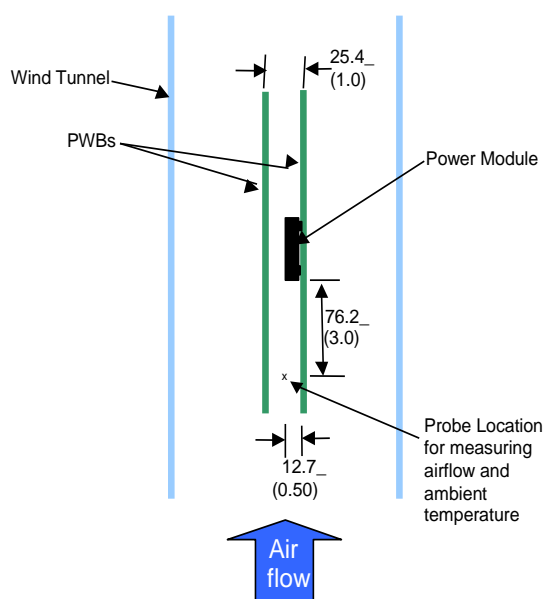 25.4_
(1.0)
Wind Tunnel
PWBs
Power Module
76.2_
(3.0)
x
Probe Location
for measuring
airflow and
ambient
temperature
12.7_
(0.50)
Air
flow